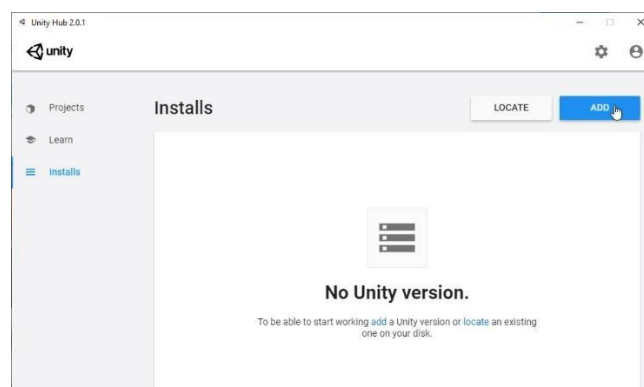 Unity Hub 2.0.1
unity
Projects
Learn
Installs
Installs
LOCATE
ADD
No Unity version.
To be able to start working add a Unity version or locate an existing
one on your disk.